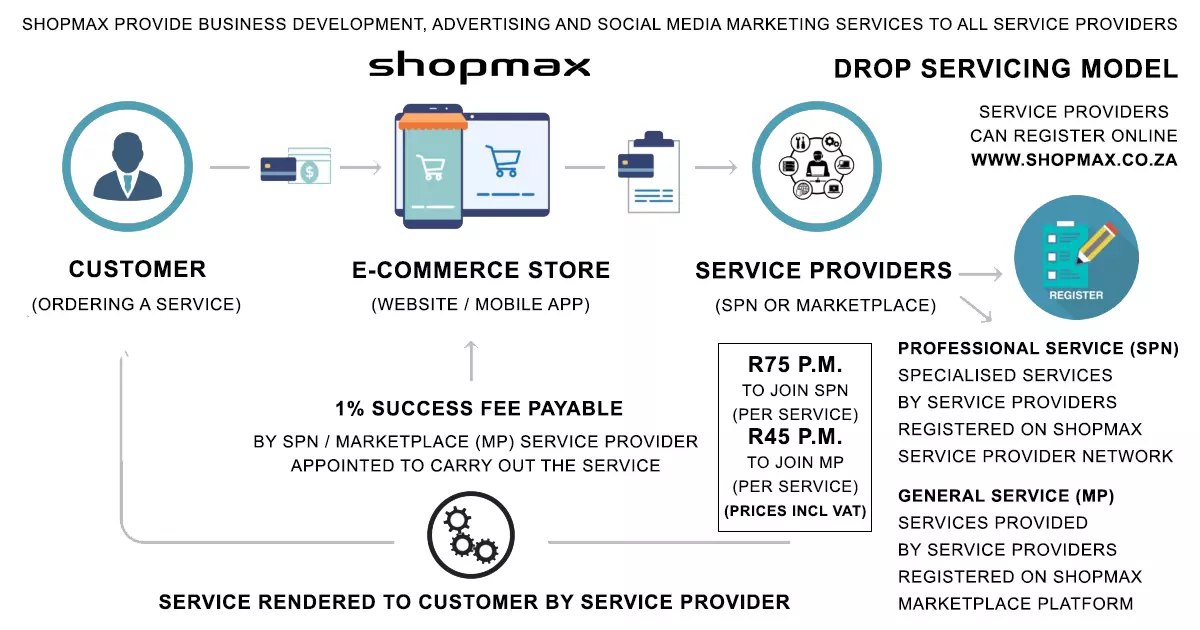 SHOPMAX PROVIDE BUSINESS DEVELOPMENT, ADVERTISING AND SOCIAL MEDIA MARKETING SERVICES TO ALL SERVICE PROVIDERS
shopmax
DROP SERVICING MODEL
SERVICE PROVIDERS
CAN REGISTER ONLINE
WWW.SHOPMAX.CO.ZA
$
CUSTOMER
(ORDERING A SERVICE)
E-COMMERCE STORE
(WEBSITE / MOBILE APP)
SERVICE PROVIDERS
(SPN OR MARKETPLACE)
REGISTER
1% SUCCESS FEE PAYABLE
BY SPN / MARKETPLACE (MP) SERVICE PROVIDER
APPOINTED TO CARRY OUT THE SERVICE
R75 P.M.
TO JOIN SPN
(PER SERVICE)
R45 P.M.
TO JOIN MP
(PER SERVICE)
(PRICES INCL VAT)
PROFESSIONAL SERVICE (SPN)
SPECIALISED SERVICES
BY SERVICE PROVIDERS
REGISTERED ON SHOPMAX
SERVICE PROVIDER NETWORK
GENERAL SERVICE (MP)
SERVICES PROVIDED
BY SERVICE PROVIDERS
REGISTERED ON SHOPMAX
MARKETPLACE PLATFORM
SERVICE RENDERED TO CUSTOMER BY SERVICE PROVIDER